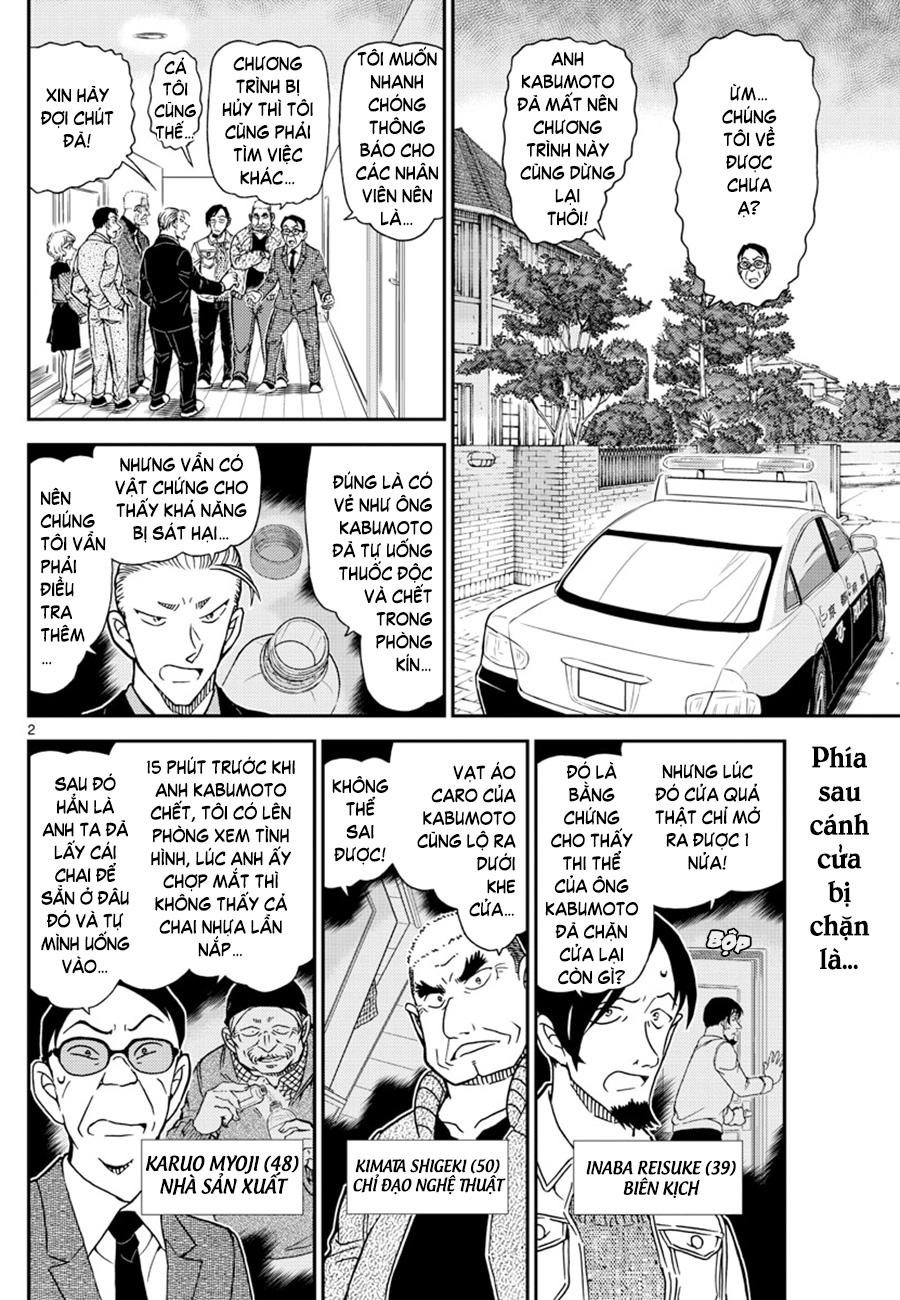 ỪM...
CHÚNG
TÔI VỀ
ĐƯỢC
CHƯA
Ạ?
ANH
KABUMOTO
ĐÃ MẤT NÊN
CHƯƠNG
TRÌNH NÀY
CŨNG DỪNG
LẠI
THÔI!
TÔI MUỐN
NHANH
CHÓNG
THÔNG
BÁO CHO
CÁC NHÂN
VIÊN NÊN
LÀ...
CHƯƠNG
TRÌNH BỊ
HỦY THÌ TÔI
CŨNG PHẢI
TÌM VIỆC
KHÁC...
CẢ
TÔI
CŨNG
THẾ...
XIN HÃY
ĐỢI CHÚT
ĐÃ!
ĐÚNG LÀ CÓ
VẺ NHƯ ÔNG
KABUMOTO
ĐÃ TỰ UỐNG
THUỐC ĐỘC
VÀ CHẾT
TRONG
PHÒNG
KÍN...
NHƯNG VẪN CÓ
VẬT CHỨNG CHO
THẤY KHẢ NĂNG
BỊ SÁT HẠI...
NÊN
CHÚNG
TÔI VẪN
PHẢI
ĐIỀU
TRA
THÊM
...
2
Phía
sau
cánh
cửa
bị
chặn
là...
NHƯNG LÚC
ĐÓ CỬA QUẢ
THẬT CHỈ MỞ
RA ĐƯỢC 1
NỬA!
BỘP
ĐÓ LÀ
BẰNG
CHỨNG
CHO THẤY
THI THỂ
CỦA ÔNG
KABUMOTO
ĐÃ CHẶN
CỬA LẠI
CÒN GÌ?
INABA REISUKE (39)
BIÊN KỊCH
VẠT ÁO
CARO CỦA
KABUMOTO
CŨNG LỘ RA
DƯỚI
KHE
CỬA...
KHÔNG
THỂ
SAI
ĐƯỢC!
KIMATA SHIGEKI (50)
CHỈ ĐẠO NGHỆ THUẬT
15 PHÚT TRƯỚC KHI
ANH KABUMOTO
CHẾT, TÔI CÓ LÊN
PHÒNG XEM TÌNH
HÌNH, LÚC ANH ẤY
CHỢP MẮT THÌ
KHÔNG THẤY CẢ
CHAI NHỰA LẪN
NẮP...
SAU ĐÓ
HẲN LÀ
ANH TA ĐÃ
LẤY CÁI
CHAI ĐỂ
SẴN Ở ĐÂU
ĐÓ VÀ TỰ
MÌNH UỐNG
VÀO...
KARUO MYOJI (48)
NHÀ SẢN XUẤT